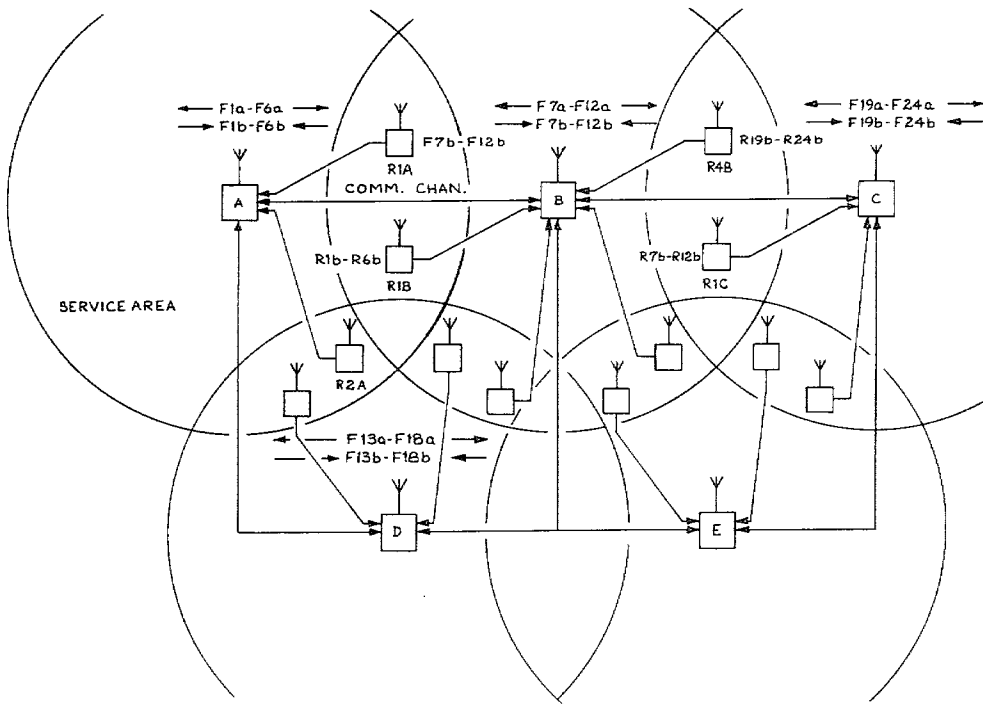 F1a-F6a
F1b-F6b
F7a-F12a
F7b-F12b
F19a-F24a
F19b-F24b
F7b-F12b
R19b-R24b
R1A
R4B
COMM. CHAN.
A
B
C
R1b-R6b
R7b-R12b
R1B
R1C
SERVICE AREA
R2A
F13a-F18a
F13b-F18b
D
E